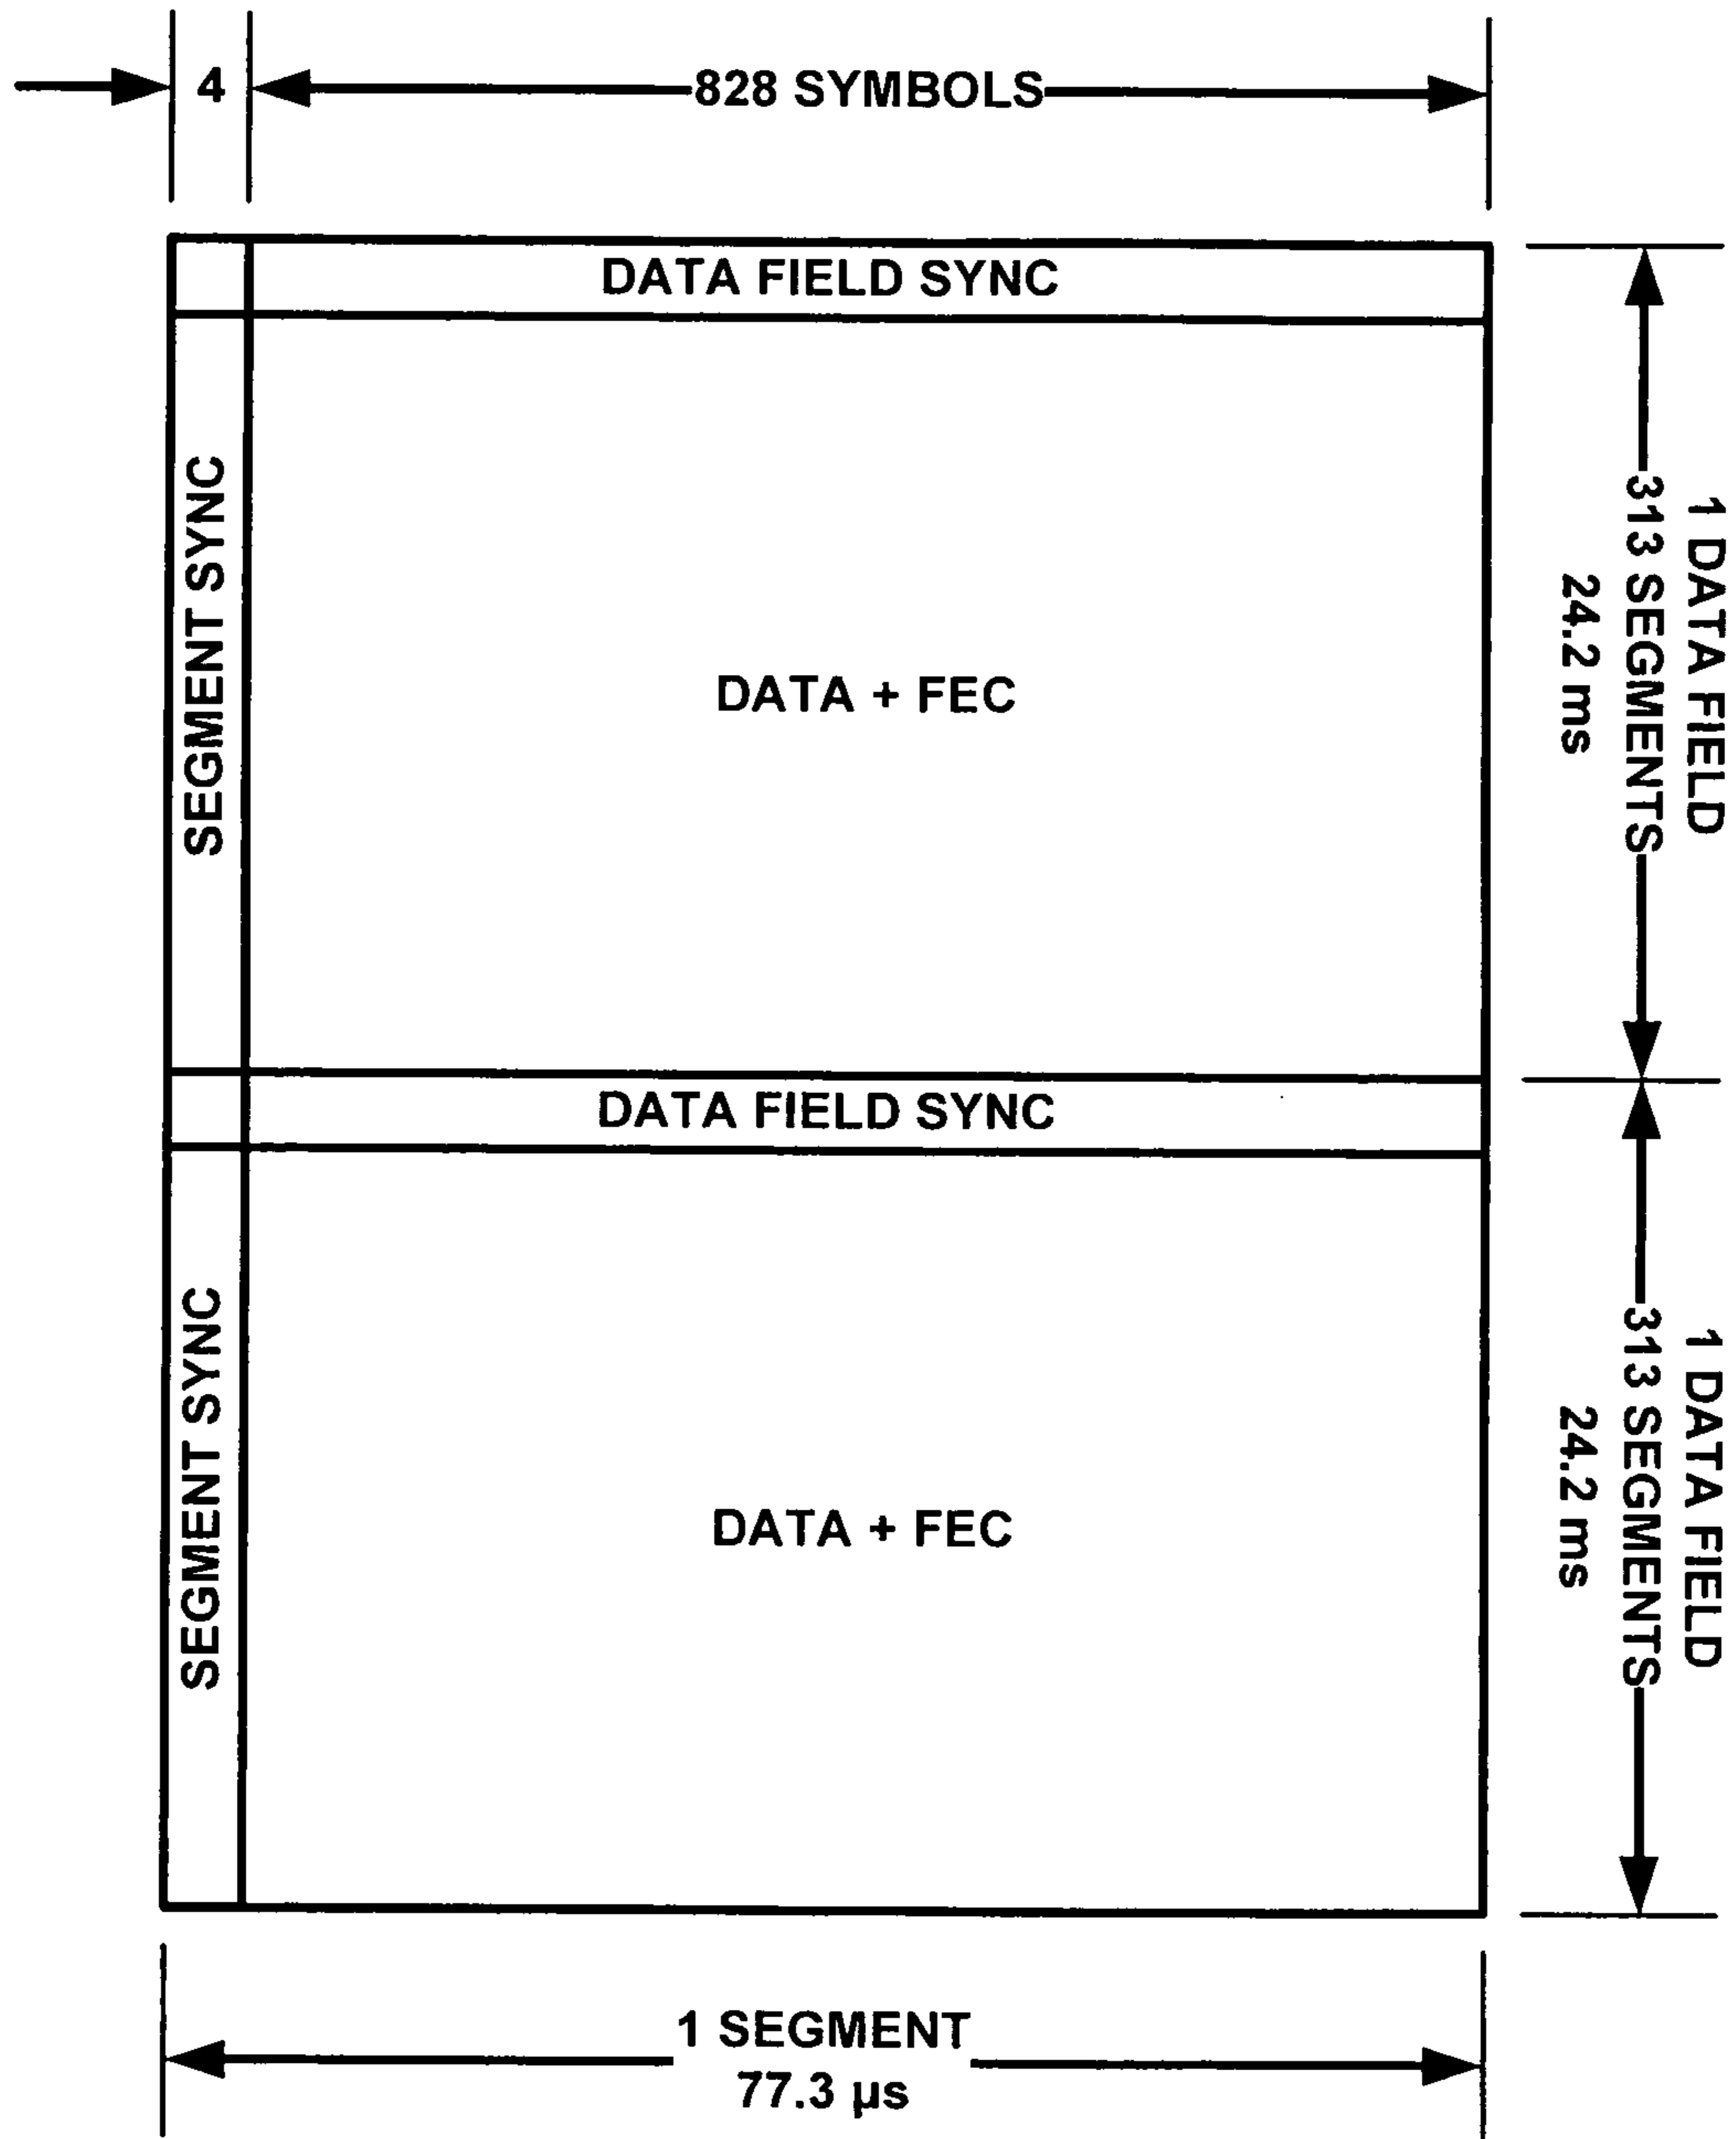 4
828 SYMBOLS
DATA FIELD SYNC
SEGMENT SYNC
DATA + FEC
1 DATA FIELD
313 SEGMENTS
24.2 ms
DATA FIELD SYNC
SEGMENT SYNC
DATA + FEC
1 DATA FIELD
313 SEGMENTS
24.2 ms
1 SEGMENT
77.3 µs